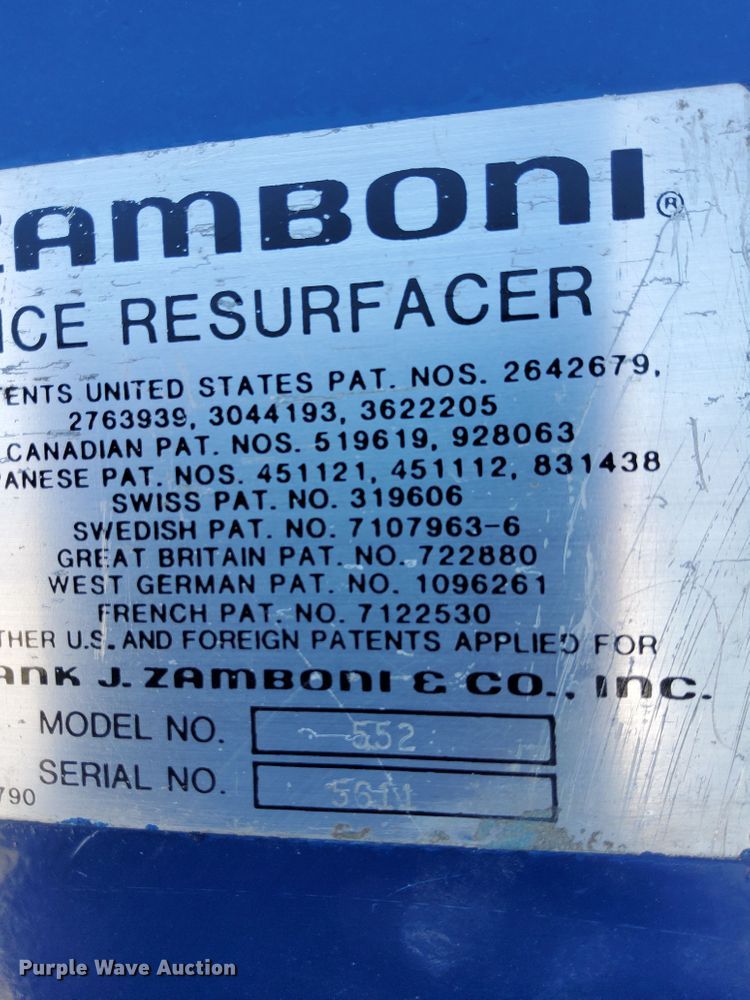 ZAMBONI ®
ICE RESURFACER
ENTS UNITED STATES PAT. NOS. 2642679,
2763939, 3044193, 3622205
CANADIAN PAT. NOS. 519619, 928063
PANESE PAT. NOS. 451121, 451112, 831438
SWISS PAT. NO. 319606
SWEDISH PAT. NO. 7107963-6
GREAT BRITAIN PAT. NO. 722880
WEST GERMAN PAT. NO. 1096261
FRENCH PAT. NO. 7122530
THER U.S. AND FOREIGN PATENTS APPLIED FOR
ANK J. ZAMBONI & CO., INC.
MODEL NO. 552
SERIAL NO.
790
Purple Wave Auction